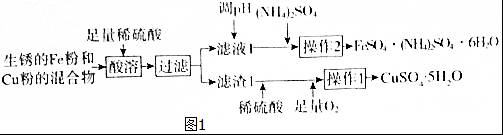 调pH (NH₄)₂SO₄
足量稀硫酸
生锈的Fe粉和
Cu粉的混合物
酸溶
过滤
滤液1
操作2
FeSO₄·(NH₄)₂SO₄·6H₂O
滤渣1
操作1
CuSO₄·5H₂O
稀硫酸 足量O₂
图1